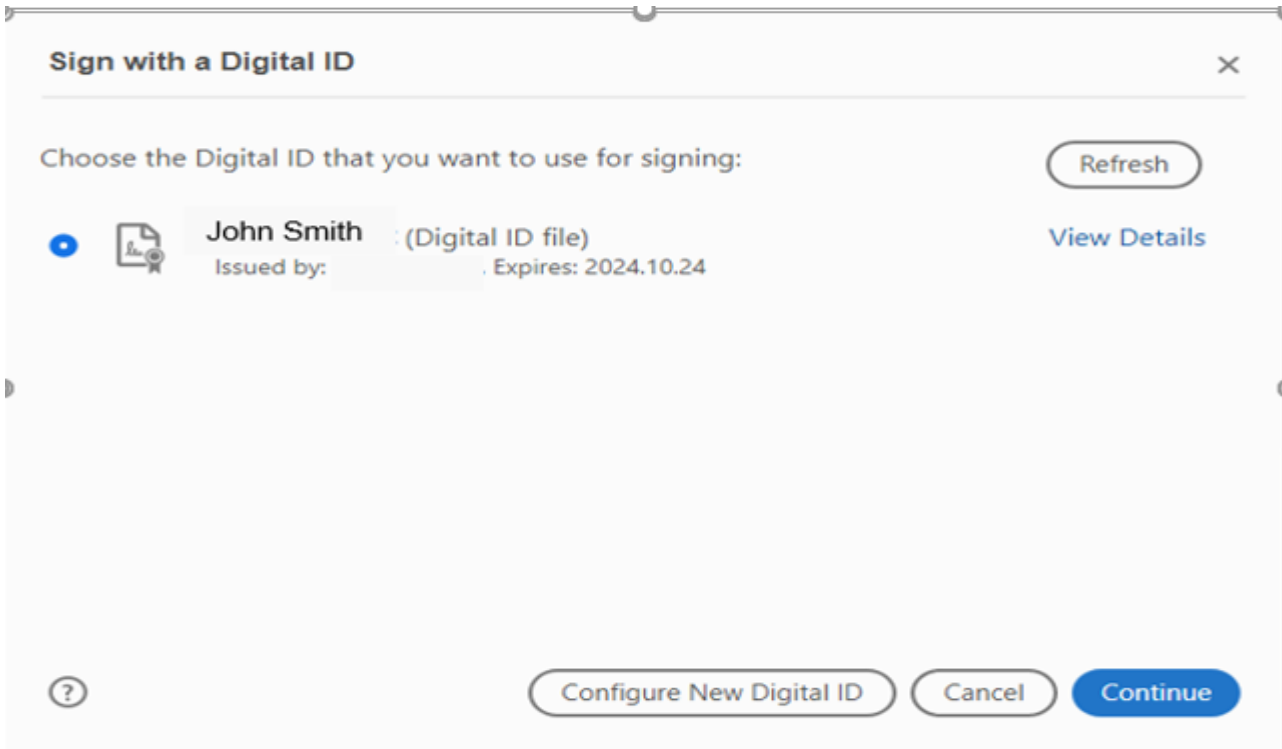 Sign with a Digital ID
Choose the Digital ID that you want to use for signing:
Refresh
John Smith (Digital ID file)
View Details
Issued by: . Expires: 2024.10.24
?
Configure New Digital ID
Cancel
Continue